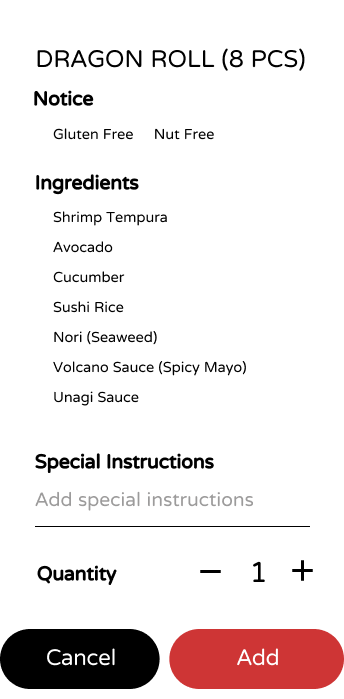 DRAGON ROLL (8 PCS)
Notice
Gluten Free Nut Free
Ingredients
Shrimp Tempura
Avocado
Cucumber
Sushi Rice
Nori (Seaweed)
Volcano Sauce (Spicy Mayo)
Unagi Sauce
Special Instructions
Add special instructions
Quantity − 1 +
Cancel Add